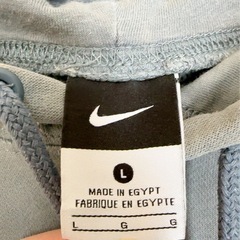 L
MADE IN EGYPT
FABRIQUE EN EGYPTE
L G G